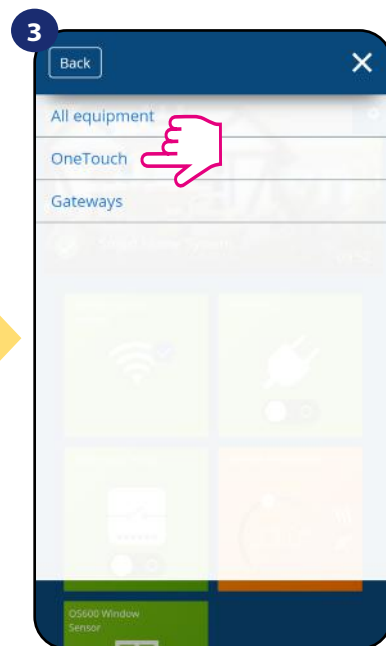 3
Back
All equipment
OneTouch
Gateways
OS600 Window
Sensor